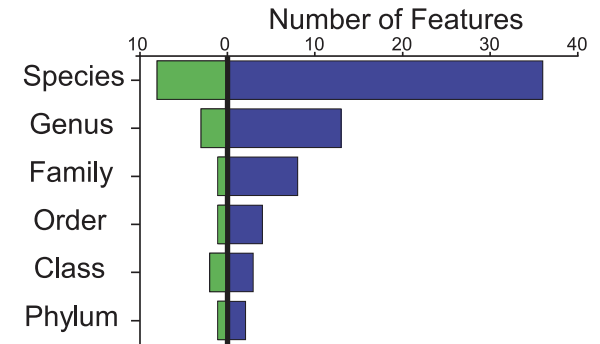 Number of Features
10 0 10 20 30 40
Species
Genus
Family
Order
Class
Phylum